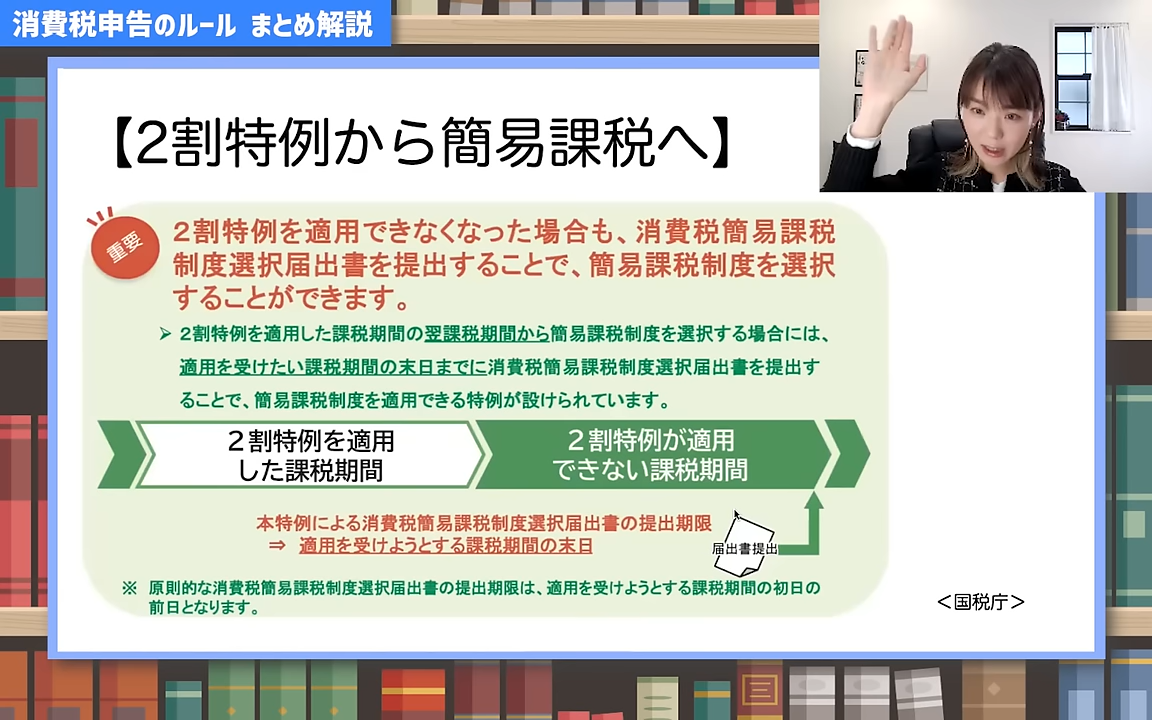 消費税申告のルール まとめ解説
【2割特例から簡易課税へ】
重要
２割特例を適用できなくなった場合も、消費税簡易課税
制度選択届出書を提出することで、簡易課税制度を選択
することができます。
➢ ２割特例を適用した課税期間の翌課税期間から簡易課税制度を選択する場合には、
適用を受けたい課税期間の末日までに消費税簡易課税制度選択届出書を提出す
ることで、簡易課税制度を適用できる特例が設けられています。
２割特例を適用
した課税期間
２割特例が適用
できない課税期間
本特例による消費税簡易課税制度選択届出書の提出期限
⇒ 適用を受けようとする課税期間の末日
届出書提出
※ 原則的な消費税簡易課税制度選択届出書の提出期限は、適用を受けようとする課税期間の初日の
前日となります。
＜国税庁＞